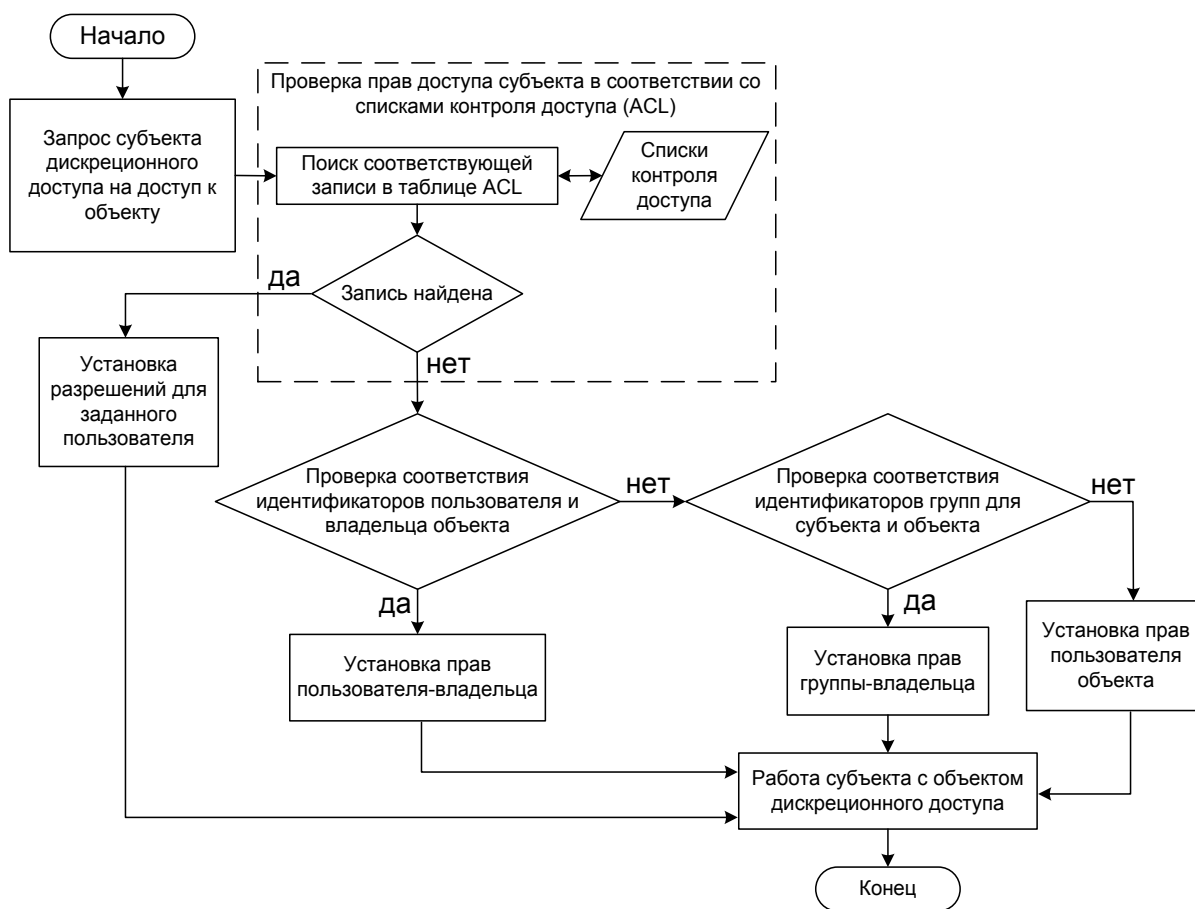 Начало
Проверка прав доступа субъекта в соответствии со
списками контроля доступа (ACL)
Запрос субъекта
дискреционного
доступа на доступ к
объекту
Поиск соответствующей
записи в таблице ACL
Списки
контроля
доступа
да
Запись найдена
нет
Установка
разрешений для
заданного
пользователя
Проверка соответствия
идентификаторов пользователя и
владельца объекта
нет
Проверка соответствия
идентификаторов групп для
субъекта и объекта
нет
да
да
Установка прав
пользователя-владельца
Установка прав
группы-владельца
Установка прав
пользователя
объекта
Работа субъекта с объектом
дискреционного доступа
Конец